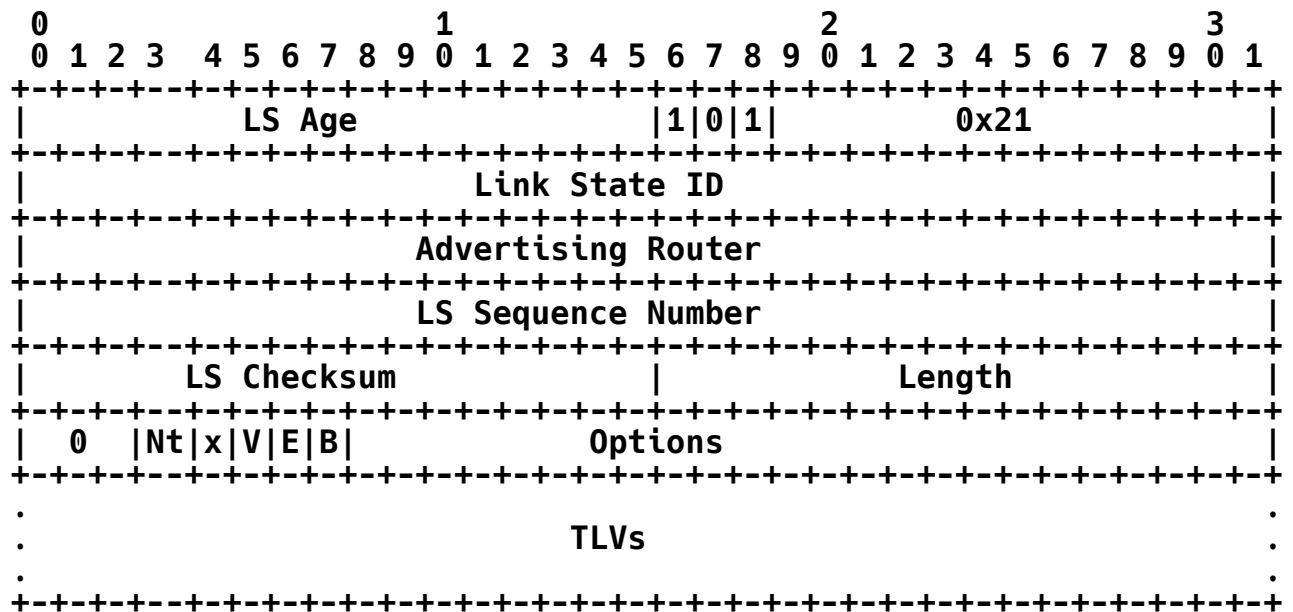 0                     1                   2                   3
 0 1 2 3  4 5 6 7 8 9 0 1 2 3 4 5 6 7 8 9 0 1 2 3 4 5 6 7 8 9 0 1
+-+-+-+--+-+-+-+-+-+-+-+-+-+-+-+-+-+-+-+-+-+-+-+-+-+-+-+-+-+-+-+-+
|           LS Age               |1|0|1|         0x21            |
+-+-+-+--+-+-+-+-+-+-+-+-+-+-+-+-+-+-+-+-+-+-+-+-+-+-+-+-+-+-+-+-+
|                       Link State ID                            |
+-+-+-+--+-+-+-+-+-+-+-+-+-+-+-+-+-+-+-+-+-+-+-+-+-+-+-+-+-+-+-+-+
|                    Advertising Router                          |
+-+-+-+--+-+-+-+-+-+-+-+-+-+-+-+-+-+-+-+-+-+-+-+-+-+-+-+-+-+-+-+-+
|                    LS Sequence Number                          |
+-+-+-+--+-+-+-+-+-+-+-+-+-+-+-+-+-+-+-+-+-+-+-+-+-+-+-+-+-+-+-+-+
|        LS Checksum             |            Length             |
+-+-+-+--+-+-+-+-+-+-+-+-+-+-+-+-+-+-+-+-+-+-+-+-+-+-+-+-+-+-+-+-+
|  0  |Nt|x|V|E|B|            Options                            |
+-+-+-+--+-+-+-+-+-+-+-+-+-+-+-+-+-+-+-+-+-+-+-+-+-+-+-+-+-+-+-+-+
.                                                                .
.                            TLVs                                .
.                                                                .
+-+-+-+--+-+-+-+-+-+-+-+-+-+-+-+-+-+-+-+-+-+-+-+-+-+-+-+-+-+-+-+-+